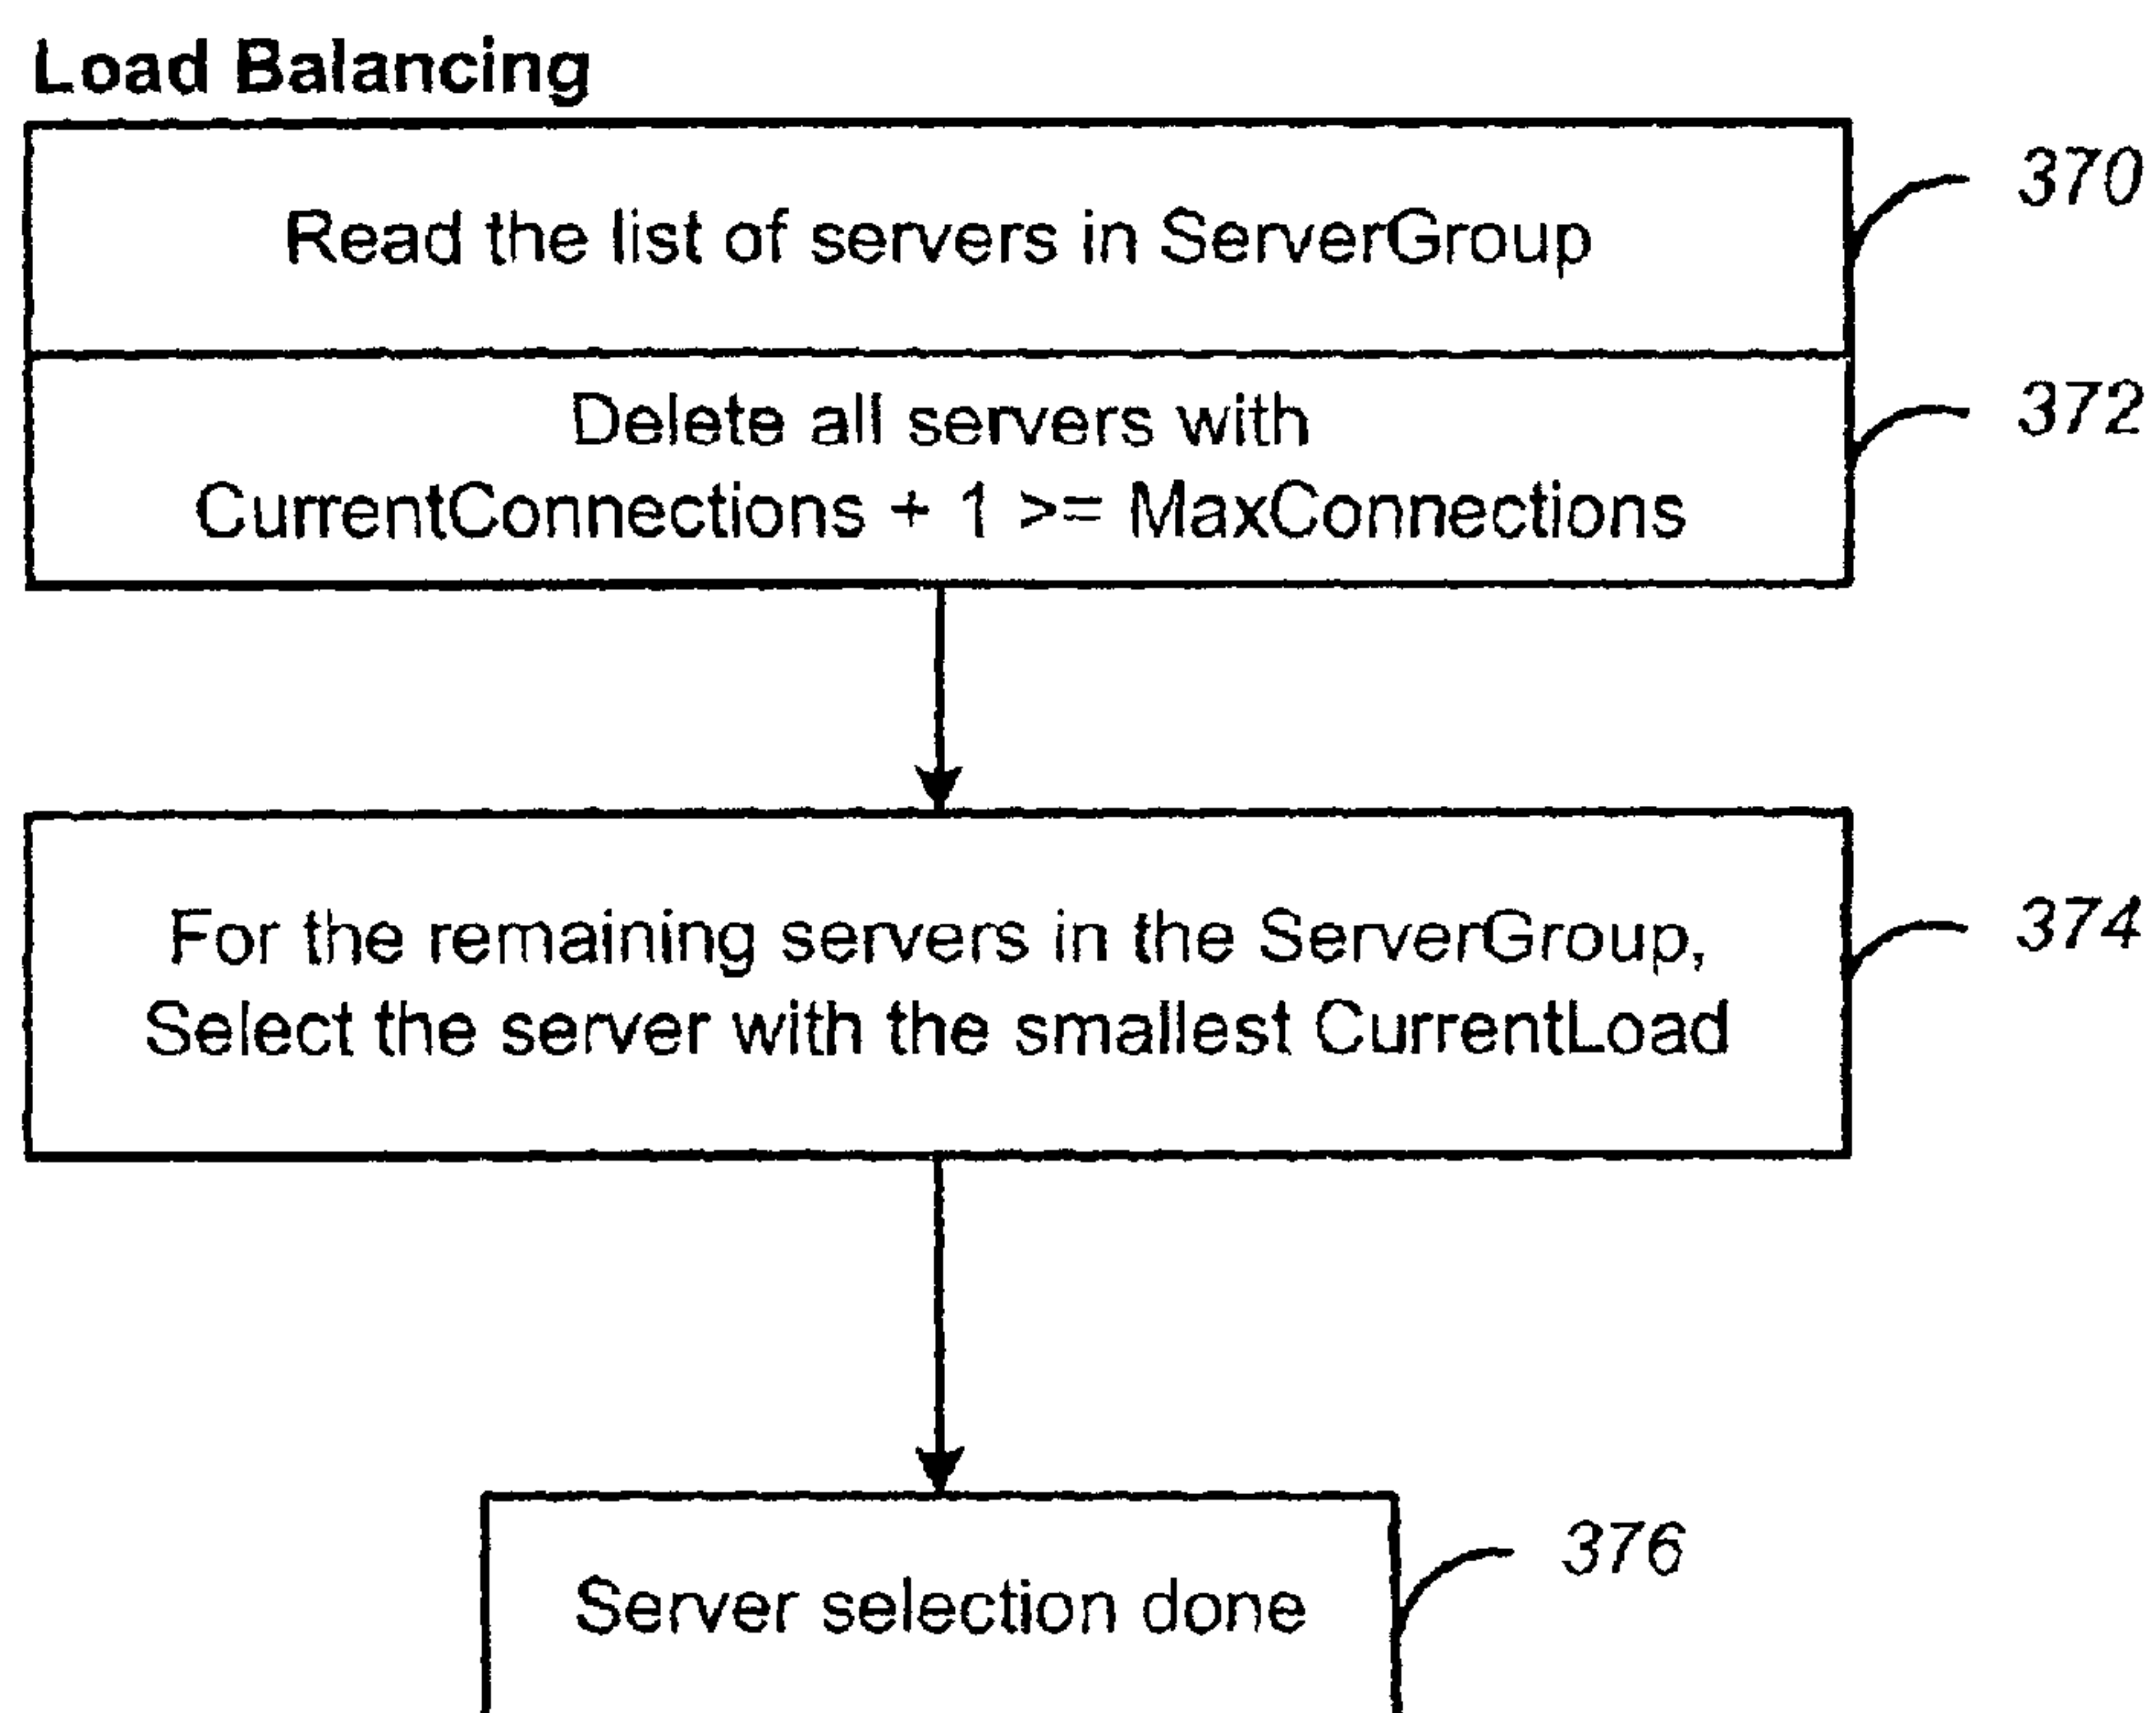 Load Balancing
Read the list of servers in ServerGroup
370
Delete all servers with
CurrentConnections + 1 >= MaxConnections
372
For the remaining servers in the ServerGroup,
Select the server with the smallest CurrentLoad
374
Server selection done
376